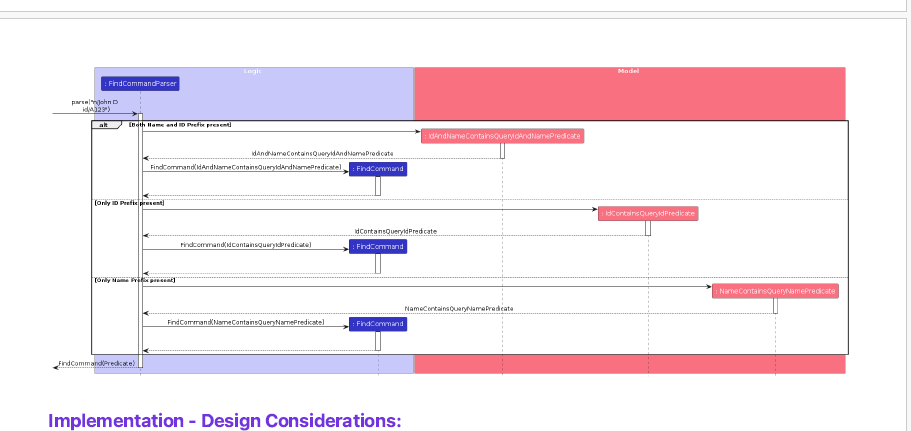 Logic
Model
: FindCommandParser
parse("n/John D
id/A123")
alt
[Both Name and ID Prefix present]
: IdAndNameContainsQueryIdAndNamePredicate
IdAndNameContainsQueryIdAndNamePredicate
FindCommand(IdAndNameContainsQueryIdAndNamePredicate)
: FindCommand
[Only ID Prefix present]
: IdContainsQueryIdPredicate
IdContainsQueryIdPredicate
FindCommand(IdContainsQueryIdPredicate)
: FindCommand
[Only Name Prefix present]
: NameContainsQueryNamePredicate
NameContainsQueryNamePredicate
FindCommand(NameContainsQueryNamePredicate)
: FindCommand
FindCommand(Predicate)
Implementation - Design Considerations: